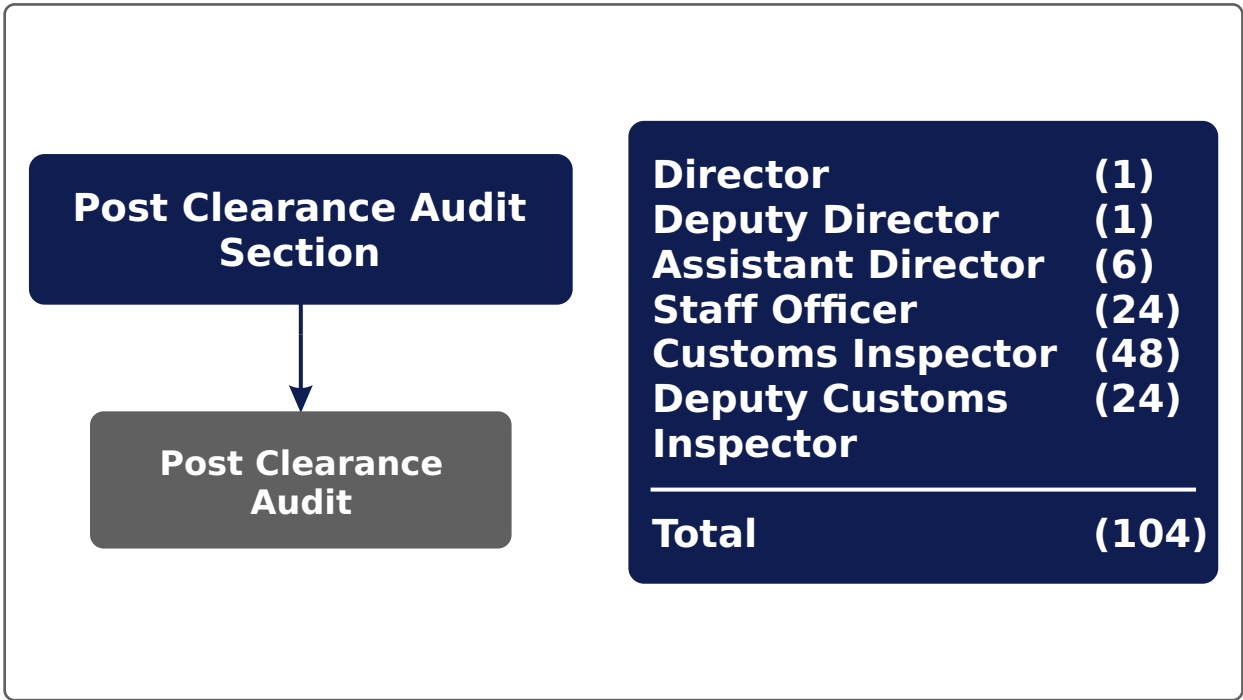 Post Clearance Audit
Section
Post Clearance
Audit
Director (1)
Deputy Director (1)
Assistant Director (6)
Staff Officer (24)
Customs Inspector (48)
Deputy Customs (24)
Inspector
Total (104)